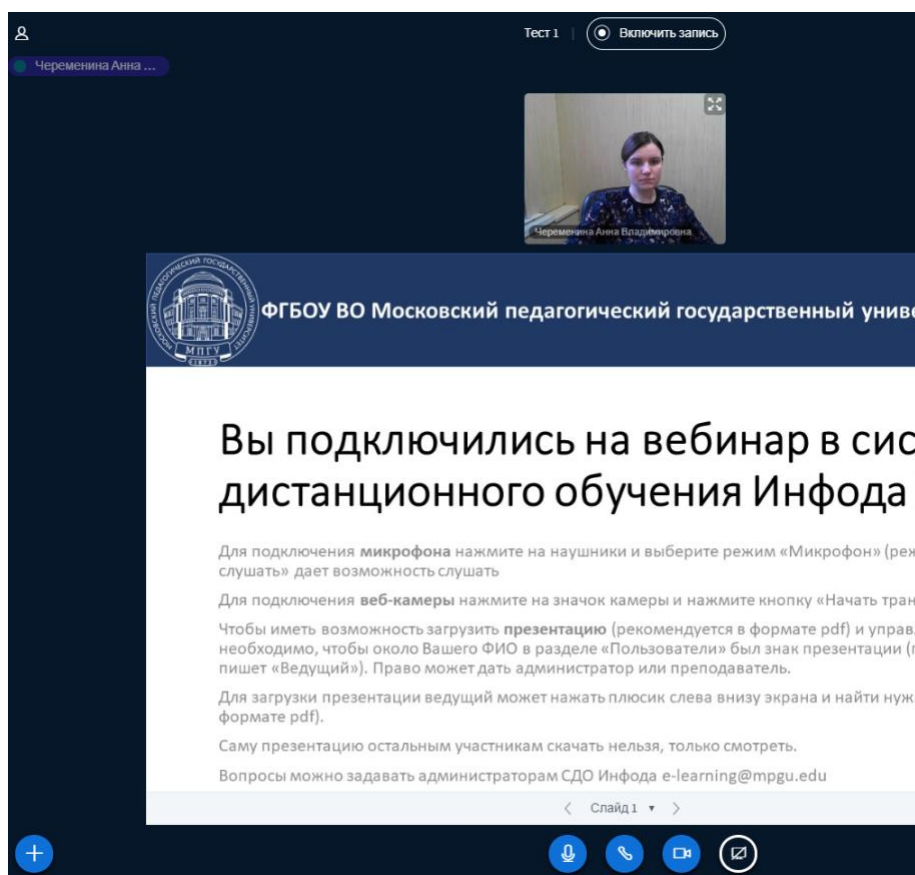 Тест 1
Включить запись
Череменина Анна ...
Череменина Анна Владимировна
МОСКОВСКИЙ ПЕДАГОГИЧЕСКИЙ ГОСУДАРСТВЕННЫЙ УНИВЕРСИТЕТ
МПГУ
1872
ФГБОУ ВО Московский педагогический государственный униве
Вы подключились на вебинар в сис
дистанционного обучения Инфода
Для подключения микрофона нажмите на наушники и выберите режим «Микрофон» (реж
слушать» дает возможность слушать
Для подключения веб-камеры нажмите на значок камеры и нажмите кнопку «Начать тран
Чтобы иметь возможность загрузить презентацию (рекомендуется в формате pdf) и управ
необходимо, чтобы около Вашего ФИО в разделе «Пользователи» был знак презентации (
пишет «Ведущий»). Право может дать администратор или преподаватель.
Для загрузки презентации ведущий может нажать плюсик слева внизу экрана и найти нуж
формате pdf).
Саму презентацию остальным участникам скачать нельзя, только смотреть.
Вопросы можно задавать администраторам СДО Инфода e-learning@mpgu.edu
Слайд 1